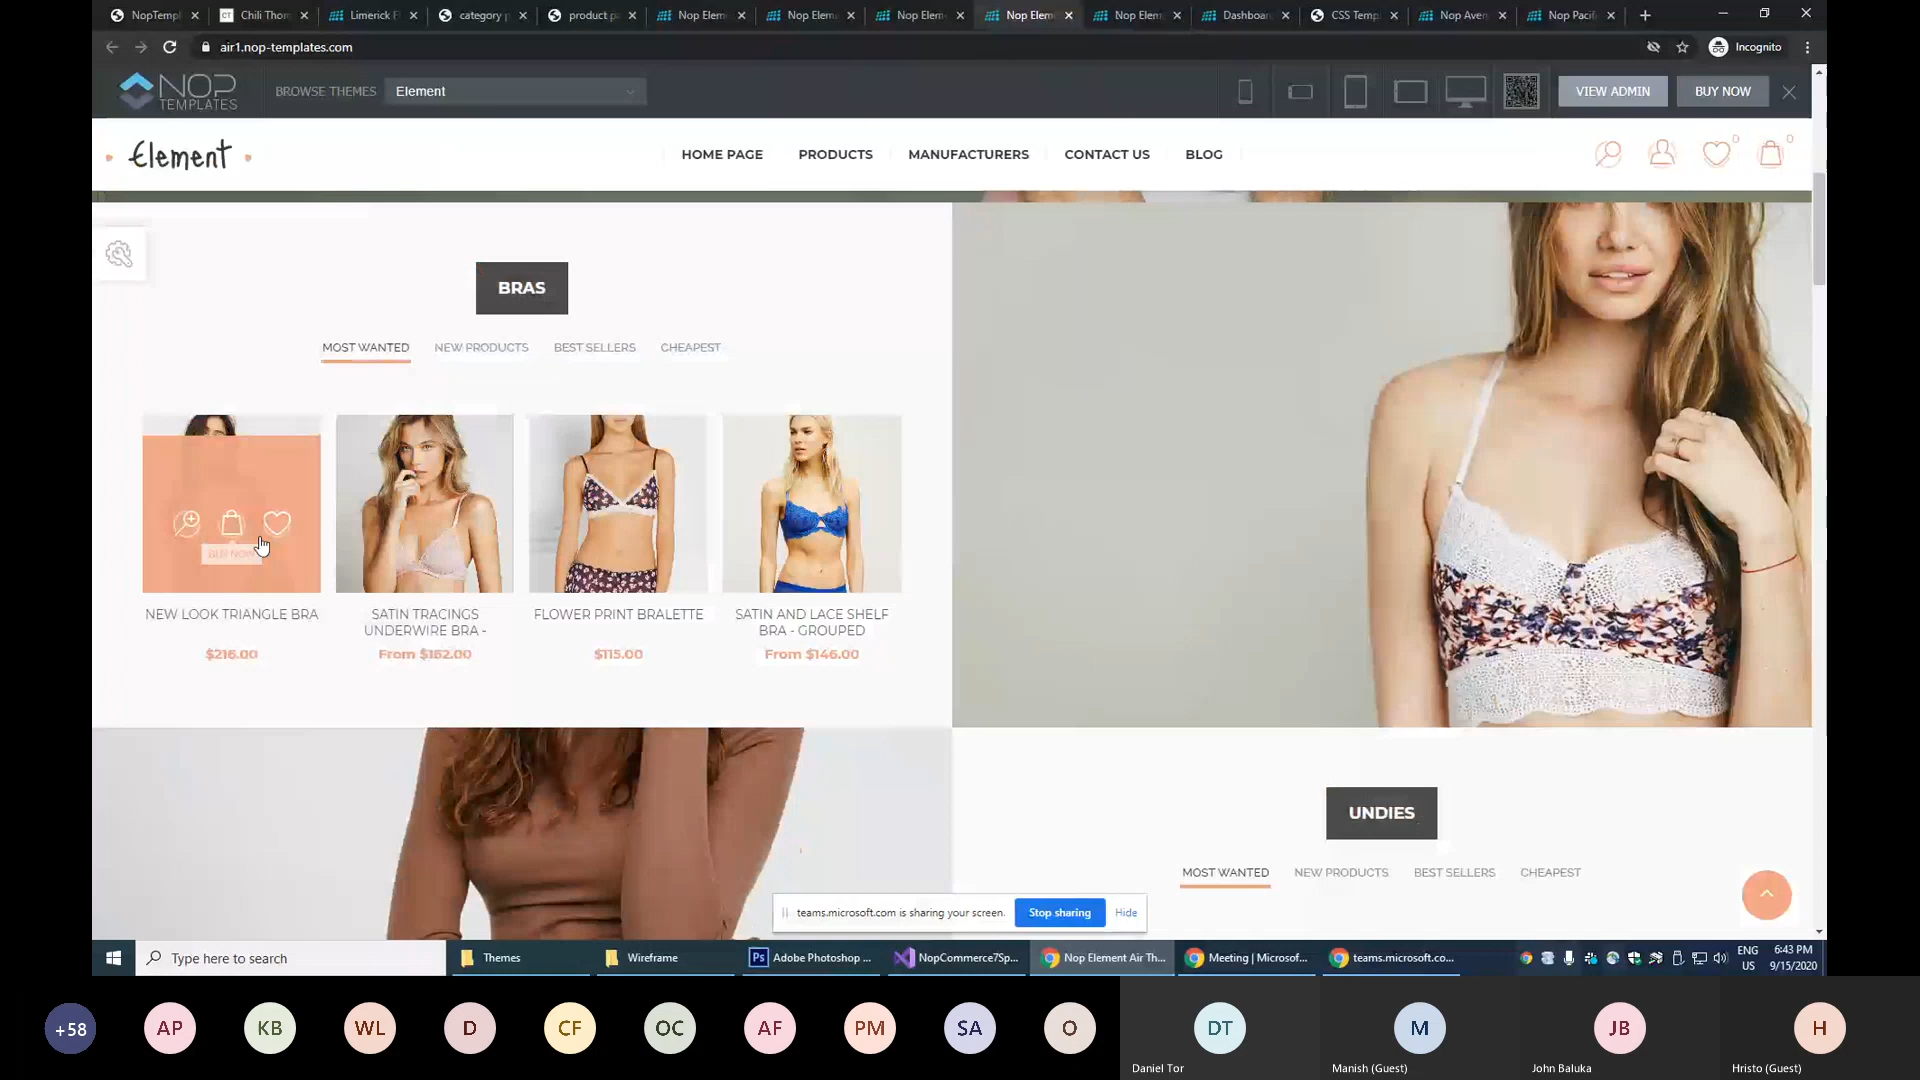 NopTempl
CT
Chili Thom
Limerick F
category p
product p
Nop Elem
Nop Elem
Nop Elem
Nop Elem
Nop Elem
Dashboar
CSS Temp
Nop Aven
Nop Pacif
air1.nop-templates.com
Incognito
NOP
TEMPLATES
BROWSE THEMES
Element
VIEW ADMIN
BUY NOW
Element
HOME PAGE
PRODUCTS
MANUFACTURERS
CONTACT US
BLOG
0
0
BRAS
MOST WANTED
NEW PRODUCTS
BEST SELLERS
CHEAPEST
BUY NOW
NEW LOOK TRIANGLE BRA
$216.00
SATIN TRACINGS
UNDERWIRE BRA -
From $162.00
FLOWER PRINT BRALETTE
$115.00
SATIN AND LACE SHELF
BRA - GROUPED
From $146.00
UNDIES
MOST WANTED
NEW PRODUCTS
BEST SELLERS
CHEAPEST
teams.microsoft.com is sharing your screen.
Stop sharing
Hide
Type here to search
Themes
Wireframe
Ps
Adobe Photoshop ...
NopCommerce7Sp...
Nop Element Air Th...
Meeting | Microsof...
teams.microsoft.co...
ENG
US
6:43 PM
9/15/2020
+58
AP
KB
WL
D
CF
OC
AF
PM
SA
O
DT
M
JB
H
Daniel Tor
Manish (Guest)
John Baluka
Hristo (Guest)